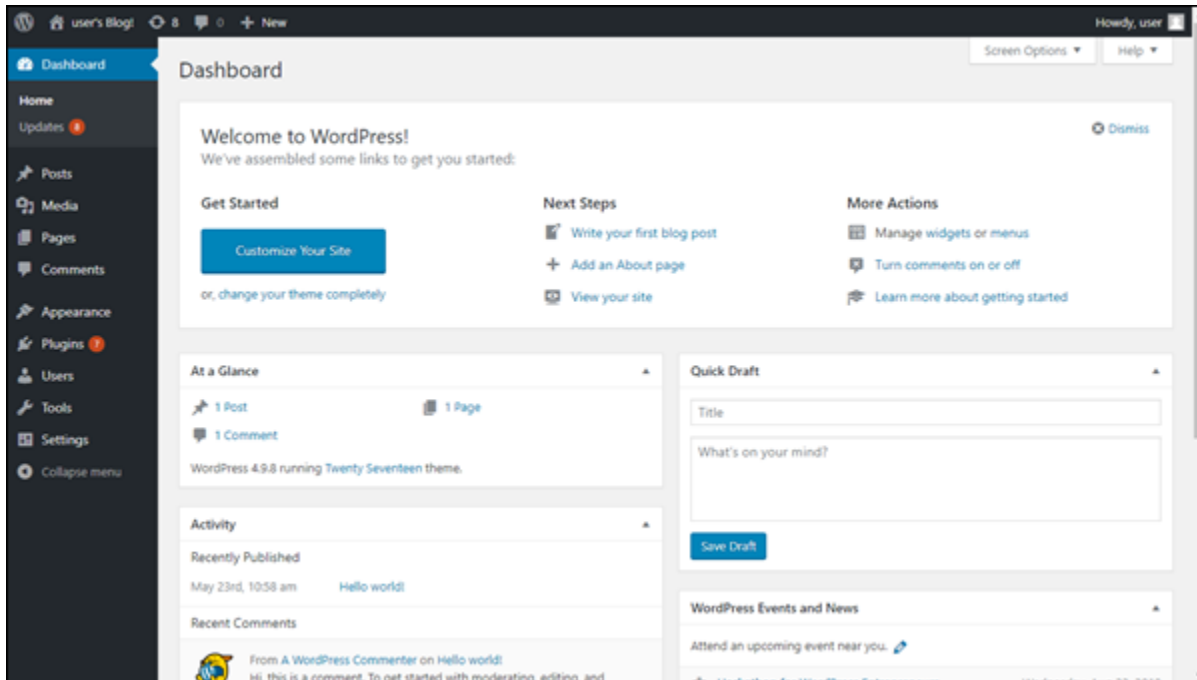 user's Blog! 8 0 New
Howdy, user
Dashboard
Home
Updates 8
Posts
Media
Pages
Comments
Appearance
Plugins 7
Users
Tools
Settings
Collapse menu
Screen Options
Help
Dashboard
Welcome to WordPress!
We've assembled some links to get you started:
Dismiss
Get Started
Customize Your Site
or, change your theme completely
Next Steps
Write your first blog post
Add an About page
View your site
More Actions
Manage widgets or menus
Turn comments on or off
Learn more about getting started
At a Glance
1 Post
1 Page
1 Comment
WordPress 4.9.8 running Twenty Seventeen theme.
Activity
Recently Published
May 23rd, 10:58 am Hello world!
Recent Comments
From A WordPress Commenter on Hello world!
Hi, this is a comment. To get started with moderating, editing, and
Quick Draft
Title
What's on your mind?
Save Draft
WordPress Events and News
Attend an upcoming event near you.